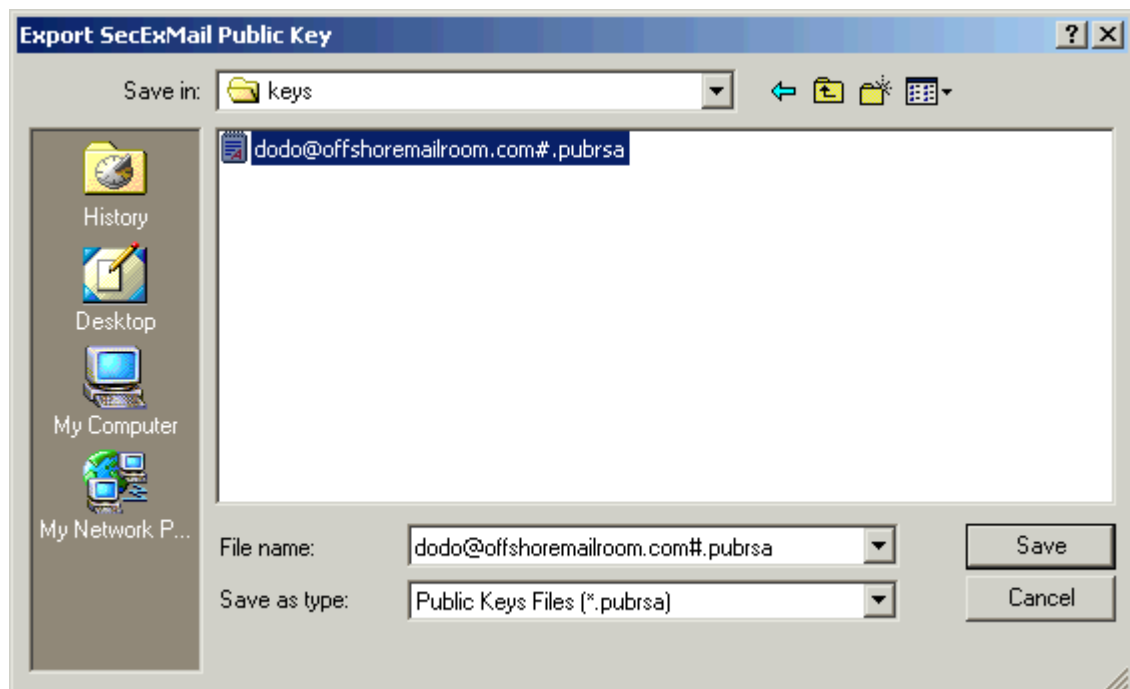 Export SecExMail Public Key
Save in: keys
dodo@offshoremailroom.com#.pubrsa
History
Desktop
My Computer
My Network P...
File name: dodo@offshoremailroom.com#.pubrsa Save
Save as type: Public Keys Files (*.pubrsa) Cancel